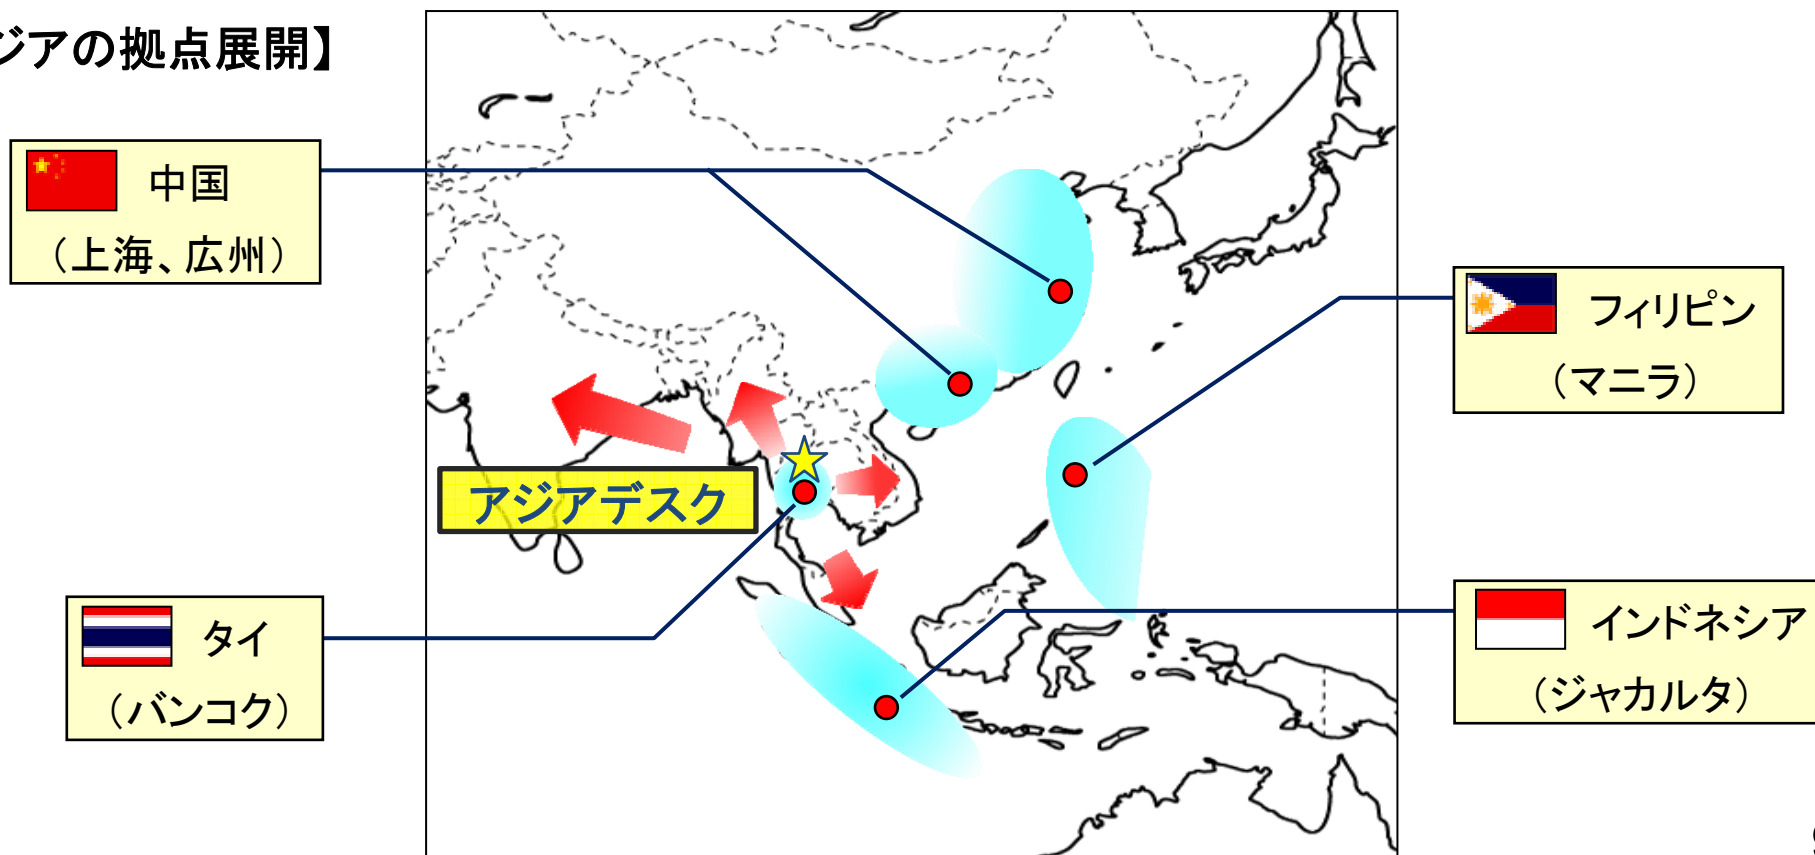 ジアの拠点展開】
中国
（上海、広州）
フィリピン
（マニラ）
アジアデスク
タイ
（バンコク）
インドネシア
（ジャカルタ）